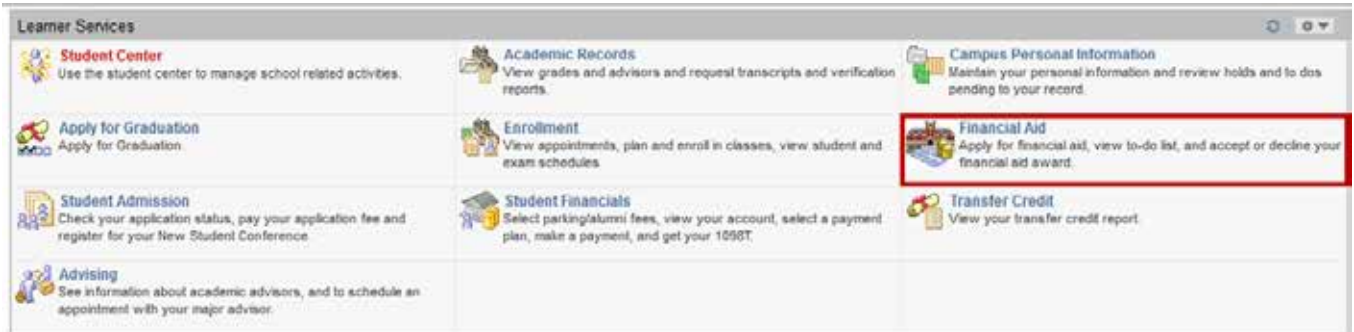 Learner Services
Student Center
Use the student center to manage school related activities.
Academic Records
View grades and advisors and request transcripts and verification
reports.
Campus Personal Information
Maintain your personal information and review holds and to dos
pending to your record.
Apply for Graduation
Apply for Graduation
Enrollment
View appointments, plan and enroll in classes, view student and
exam schedules
Financial Aid
Apply for financial aid, view to-do list, and accept or decline your
financial aid award.
Student Admission
Check your application status, pay your application fee and
register for your New Student Conference
Student Financials
Select parking/alumni fees, view your account, select a payment
plan, make a payment, and get your 1098T.
Transfer Credit
View your transfer credit report.
Advising
See information about academic advisors, and to schedule an
appointment with your major advisor.